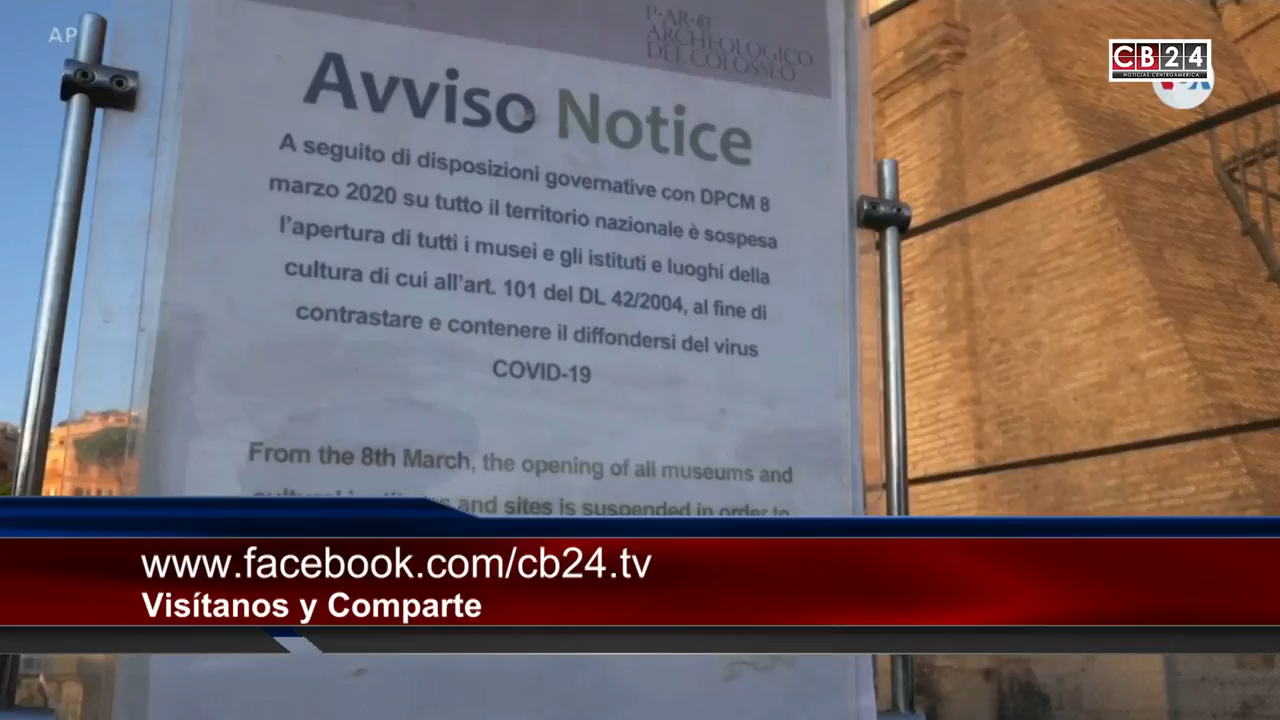 AP
P-AR-C
ARCHEOLOGICO
DEL COLOSSEO
CB24
NOTICIAS CENTROAMERICA
Avviso Notice
A seguito di disposizioni governative con DPCM 8
marzo 2020 su tutto il territorio nazionale è sospesa
l'apertura di tutti i musei e gli istituti e luoghi della
cultura di cui all'art. 101 del DL 42/2004, al fine di
contrastare e contenere il diffondersi del virus
COVID-19
From the 8th March, the opening of all museums and
and sites is suspended in order to
www.facebook.com/cb24.tv
Visítanos y Comparte